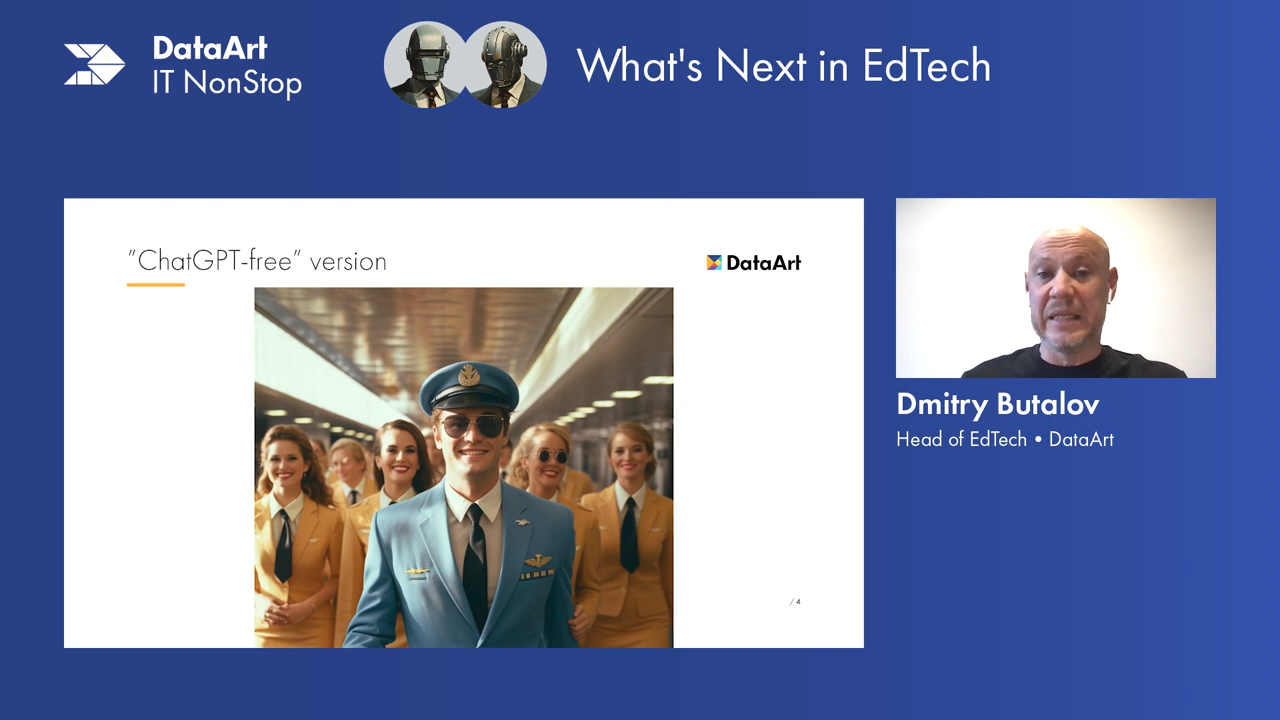 DataArt
IT NonStop
What's Next in EdTech
"ChatGPT-free" version
DataArt
/ 4
Dmitry Butalov
Head of EdTech • DataArt